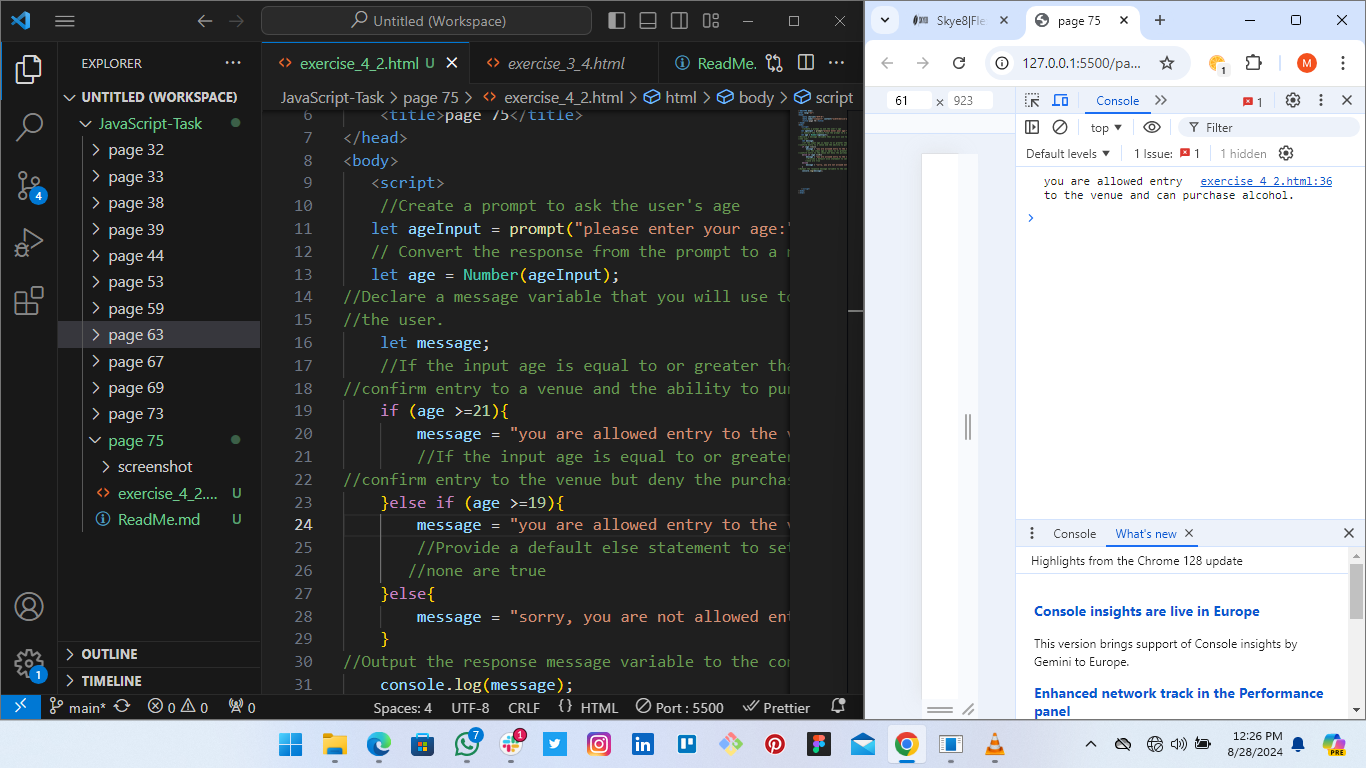 Untitled (Workspace)
EXPLORER
UNTITLED (WORKSPACE)
JavaScript-Task
page 32
page 33
page 38
page 39
page 44
page 53
page 59
page 63
page 67
page 69
page 73
page 75
screenshot
exercise_4_2.... U
ReadMe.md U
OUTLINE
TIMELINE
4
1
exercise_4_2.html U
exercise_3_4.html
ReadMe.
JavaScript-Task > page 75 > exercise_4_2.html > html > body > script
6 <title>page 75</title>
7 </head>
8 <body>
9 <script>
10 //Create a prompt to ask the user's age
11 let ageInput = prompt("please enter your age:"
12 // Convert the response from the prompt to a n
13 let age = Number(ageInput);
14 //Declare a message variable that you will use to
15 //the user.
16 let message;
17 //If the input age is equal to or greater tha
18 //confirm entry to a venue and the ability to pur
19 if (age >=21){
20 message = "you are allowed entry to the v
21 //If the input age is equal to or greater
22 //confirm entry to the venue but deny the purchas
23 }else if (age >=19){
24 message = "you are allowed entry to the v
25 //Provide a default else statement to set
26 //none are true
27 }else{
28 message = "sorry, you are not allowed ent
29 }
30 //Output the response message variable to the con
31 console.log(message);
main* 0 0 0 Spaces: 4 UTF-8 CRLF {} HTML Port : 5500 Prettier
Skye8|Fle
page 75
127.0.0.1:5500/pa...
1
M
61 x 923
Console
1
top
Filter
Default levels
1 Issue: 1
1 hidden
you are allowed entry exercise_4_2.html:36
to the venue and can purchase alcohol.
Console
What's new
Highlights from the Chrome 128 update
Console insights are live in Europe
This version brings support of Console insights by
Gemini to Europe.
Enhanced network track in the Performance
panel
7
1
12:26 PM
8/28/2024
PRE